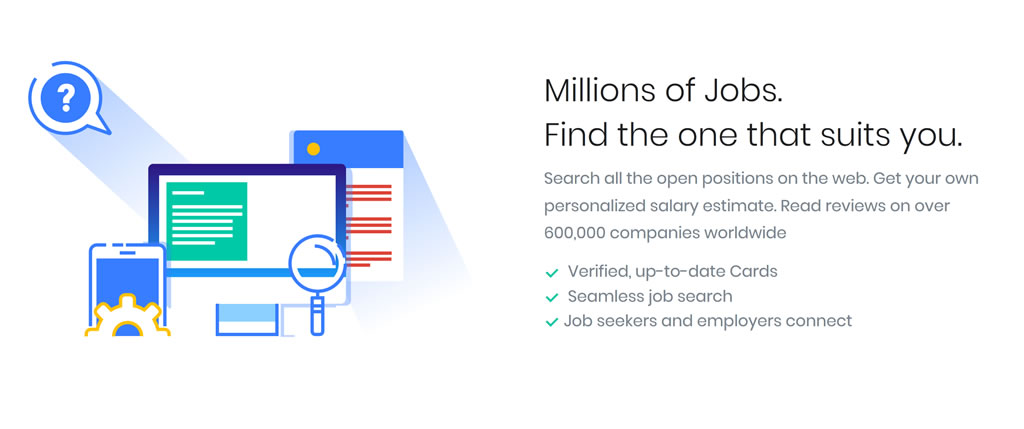 ?
Millions of Jobs.
Find the one that suits you.
Search all the open positions on the web. Get your own
personalized salary estimate. Read reviews on over
600,000 companies worldwide
Verified, up-to-date Cards
Seamless job search
Job seekers and employers connect